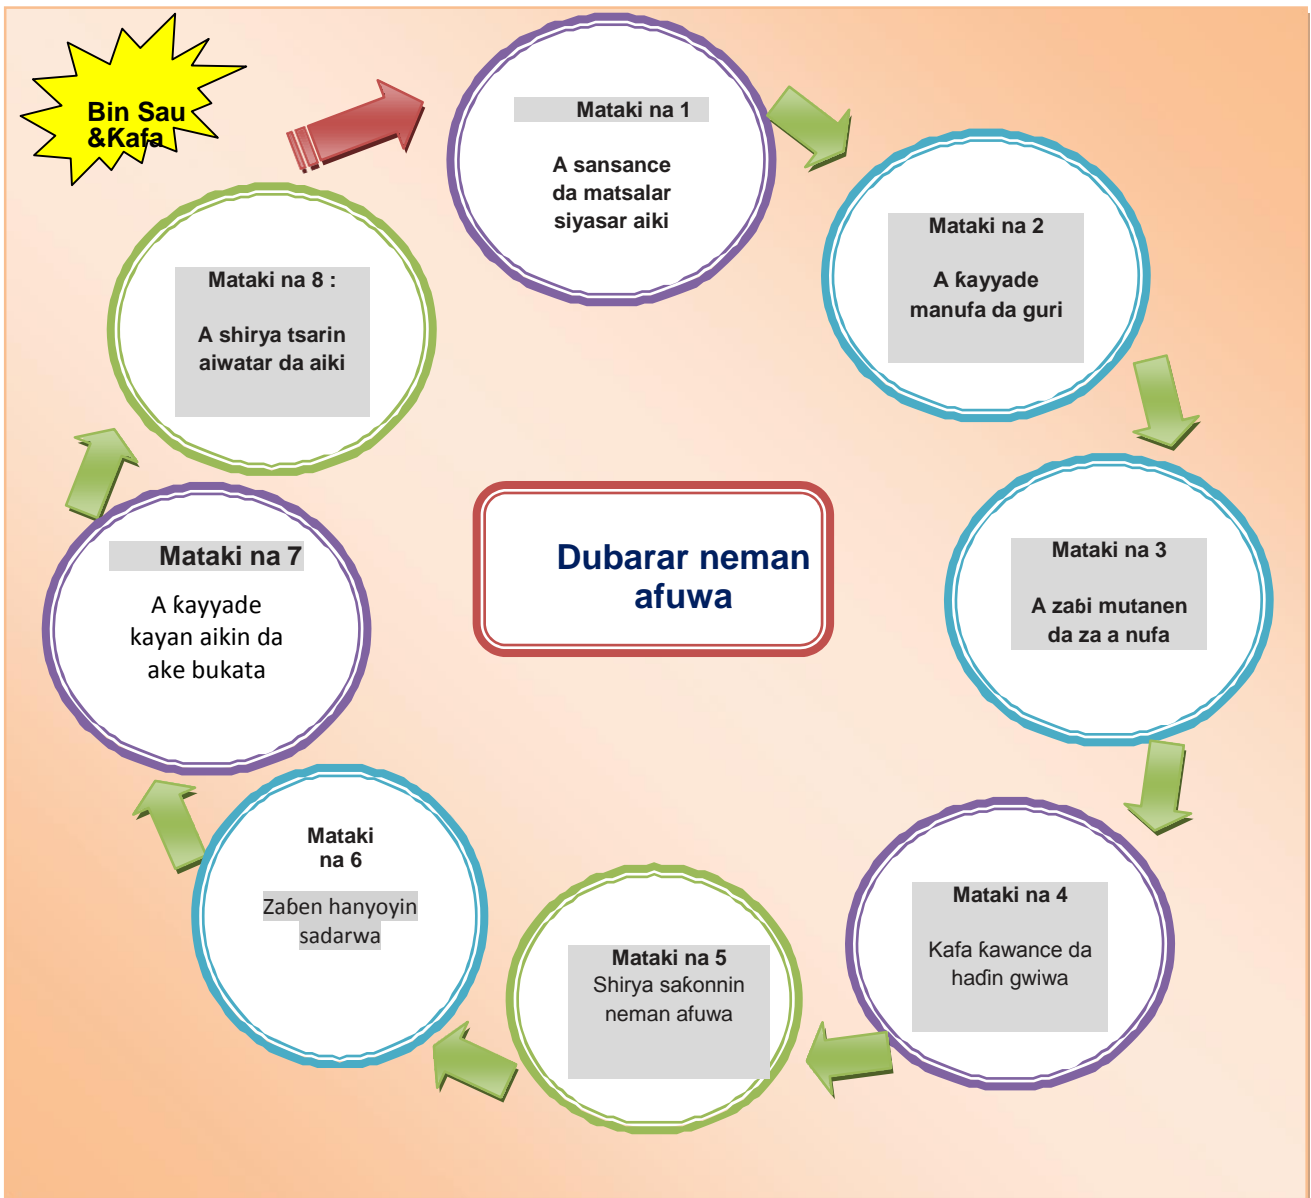 Bin Sau
&Ƙafa
Mataki na 1
A sansance
da matsalar
siyasar aiki
Mataki na 2
A ƙayyade
manufa da guri
Mataki na 3
A zaɓi mutanen
da za a nufa
Mataki na 4
Kafa ƙawance da
haɗin gwiwa
Mataki na 5
Shirya saƙonnin
neman afuwa
Mataki
na 6
Zaɓen hanyoyin
sadarwa
Mataki na 7
A ƙayyade
kayan aikin da
ake bukata
Mataki na 8 :
A shirya tsarin
aiwatar da aiki
Dubarar neman
afuwa